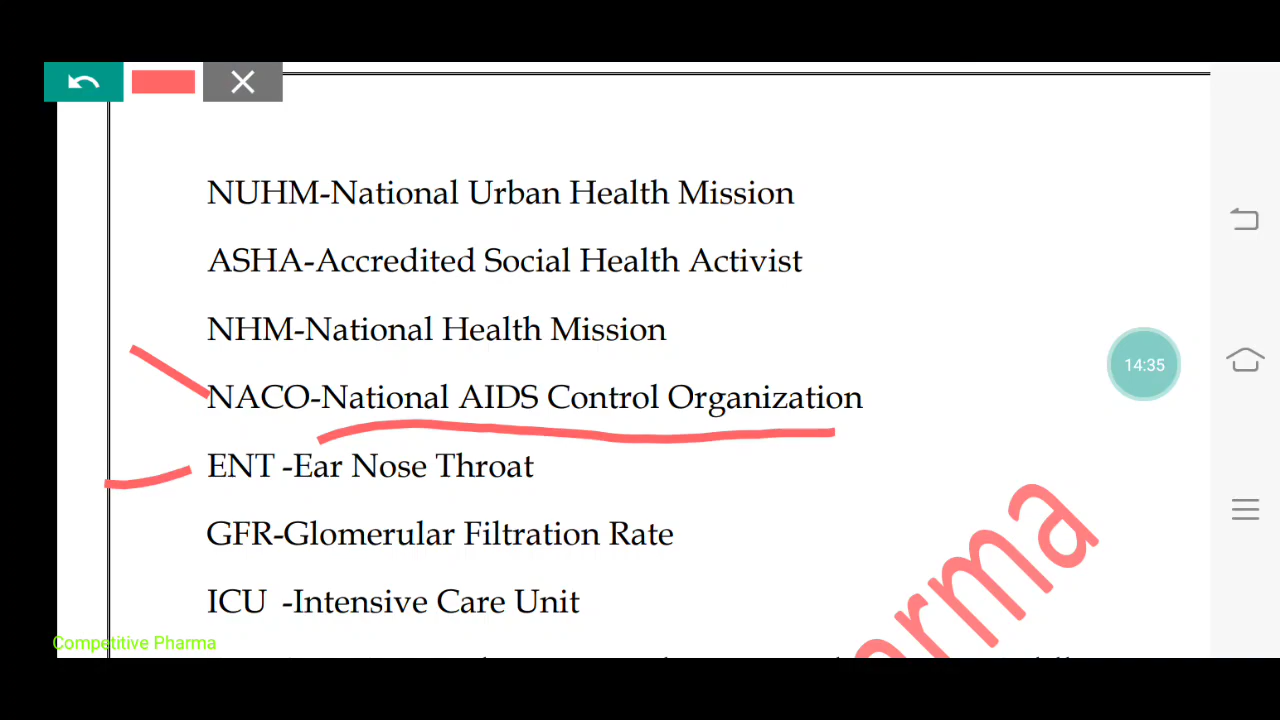 NUHM-National Urban Health Mission
ASHA-Accredited Social Health Activist
NHM-National Health Mission
NACO-National AIDS Control Organization
14:35
ENT -Ear Nose Throat
GFR-Glomerular Filtration Rate
ICU -Intensive Care Unit
arma
Competitive Pharma